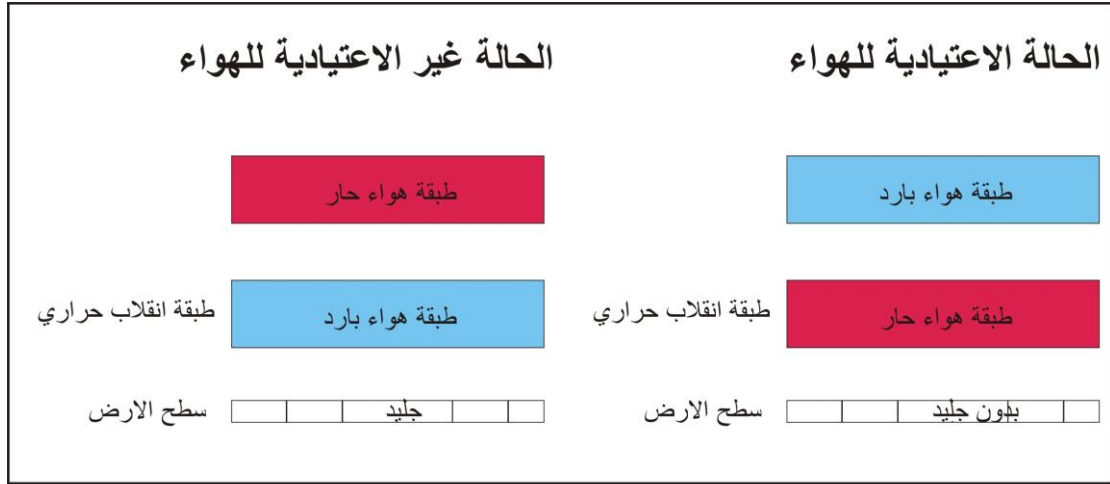 الحالة الاعتيادية للهواء
الحالة غير الاعتيادية للهواء
طبقة هواء بارد
طبقة هواء حار
طبقة هواء حار
طبقة انقلاب حراري
طبقة هواء بارد
طبقة انقلاب حراري
بدون جليد
سطح الارض
جليد
سطح الارض